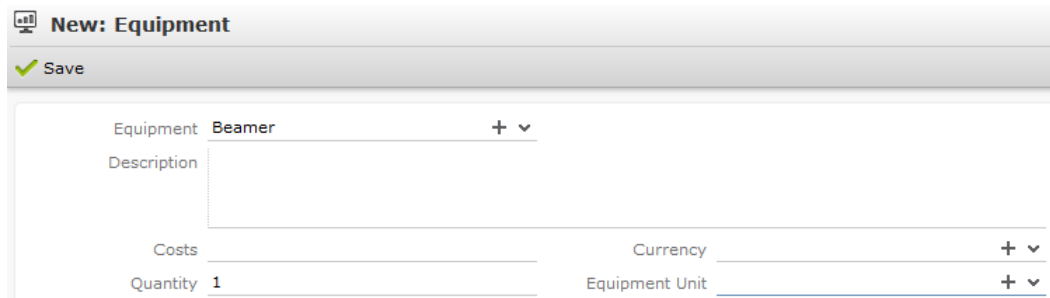 New: Equipment
Save
Equipment Beamer
Description
Costs Currency
Quantity 1 Equipment Unit